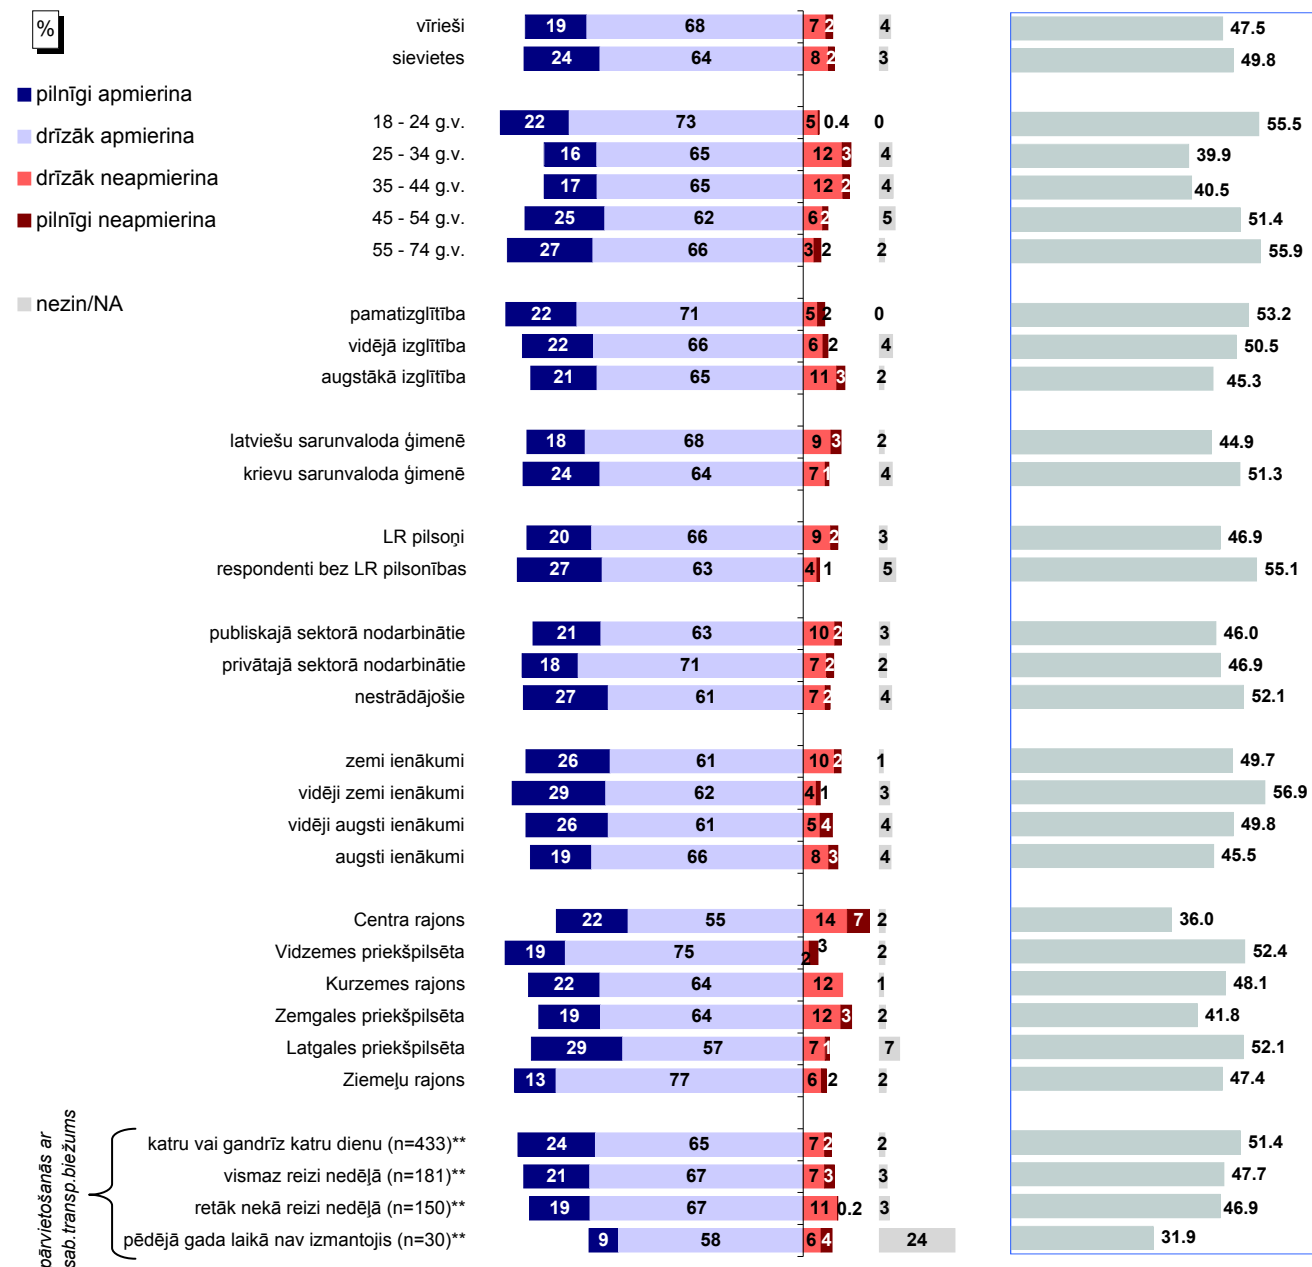 %
pilnīgi apmierina
drīzāk apmierina
drīzāk neapmierina
pilnīgi neapmierina
nezin/NA
vīrieši 19 68 7 2 4 47.5
sievietes 24 64 8 2 3 49.8
18 - 24 g.v. 22 73 5 0.4 0 55.5
25 - 34 g.v. 16 65 12 3 4 39.9
35 - 44 g.v. 17 65 12 2 4 40.5
45 - 54 g.v. 25 62 6 2 5 51.4
55 - 74 g.v. 27 66 3 2 2 55.9
pamatizglītība 22 71 5 2 0 53.2
vidējā izglītība 22 66 6 2 4 50.5
augstākā izglītība 21 65 11 3 2 45.3
latviešu sarunvaloda ģimenē 18 68 9 3 2 44.9
krievu sarunvaloda ģimenē 24 64 7 1 4 51.3
LR pilsoņi 20 66 9 2 3 46.9
respondenti bez LR pilsonības 27 63 4 1 5 55.1
publiskajā sektorā nodarbinātie 21 63 10 2 3 46.0
privātajā sektorā nodarbinātie 18 71 7 2 2 46.9
nestrādājošie 27 61 7 2 4 52.1
zemi ienākumi 26 61 10 2 1 49.7
vidēji zemi ienākumi 29 62 4 1 3 56.9
vidēji augsti ienākumi 26 61 5 4 4 49.8
augsti ienākumi 19 66 8 3 4 45.5
Centra rajons 22 55 14 7 2 36.0
Vidzemes priekšpilsēta 19 75 2 3 2 52.4
Kurzemes rajons 22 64 12 1 48.1
Zemgales priekšpilsēta 19 64 12 3 2 41.8
Latgales priekšpilsēta 29 57 7 1 7 52.1
Ziemeļu rajons 13 77 6 2 2 47.4
pārvietošanās ar
sab.transp.biežums
katru vai gandrīz katru dienu (n=433)** 24 65 7 2 2 51.4
vismaz reizi nedēļā (n=181)** 21 67 7 3 3 47.7
retāk nekā reizi nedēļā (n=150)** 19 67 11 0.2 3 46.9
pēdējā gada laikā nav izmantojis (n=30)** 9 58 6 4 24 31.9